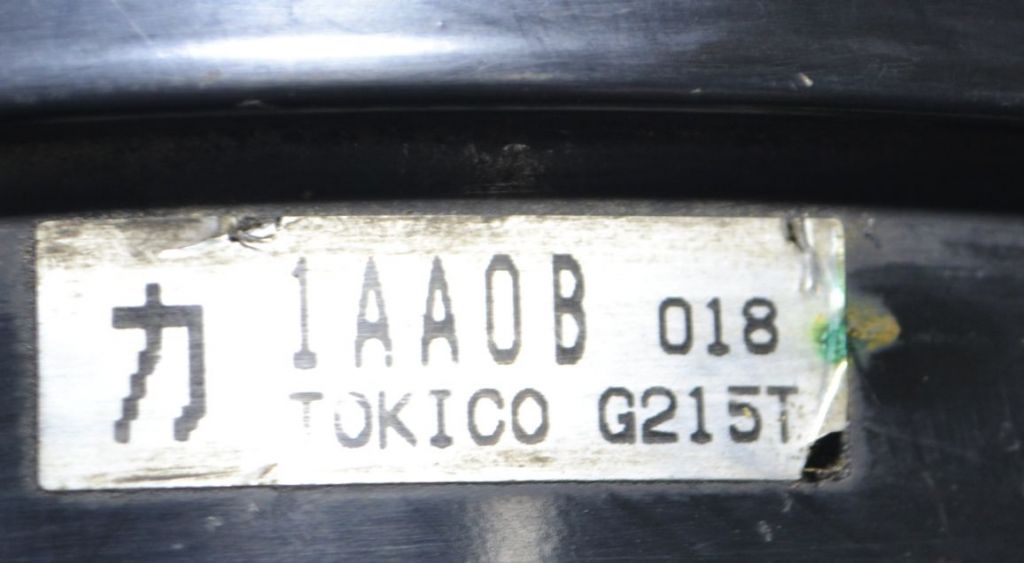 カ 1AA0B 018
TOKICO G215T